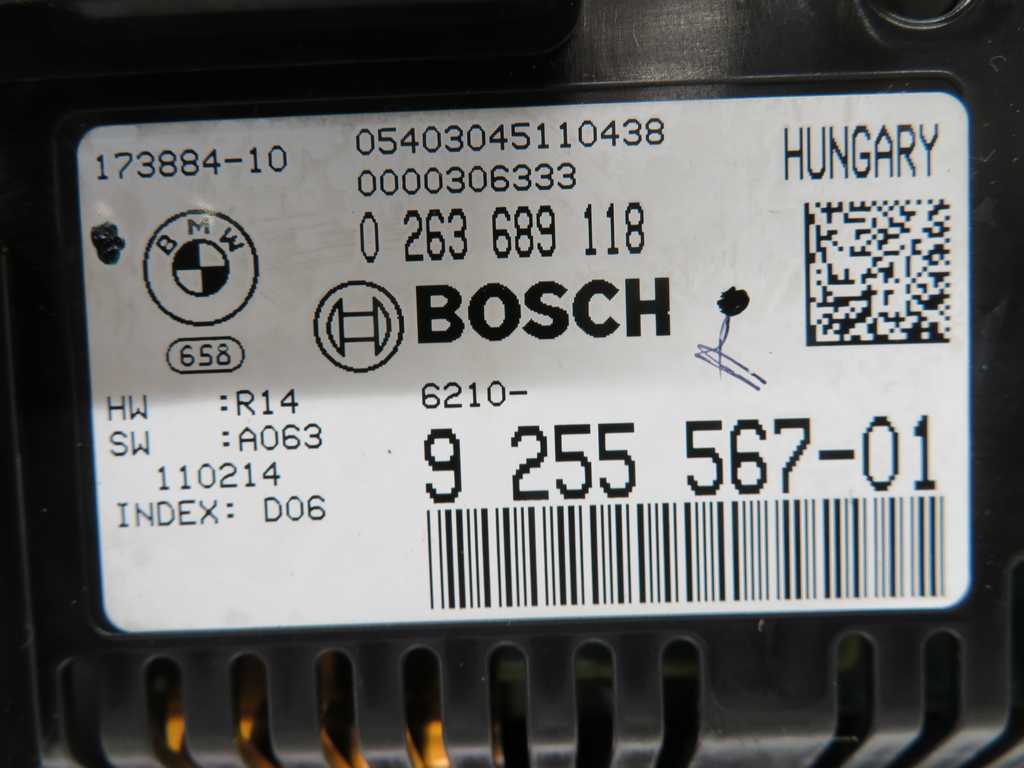 173884-10
05403045110438
0000306333
HUNGARY
0 263 689 118
BMW
BOSCH
658
6210-
HW :R14
SW :A063
110214
INDEX: D06
9 255 567-01